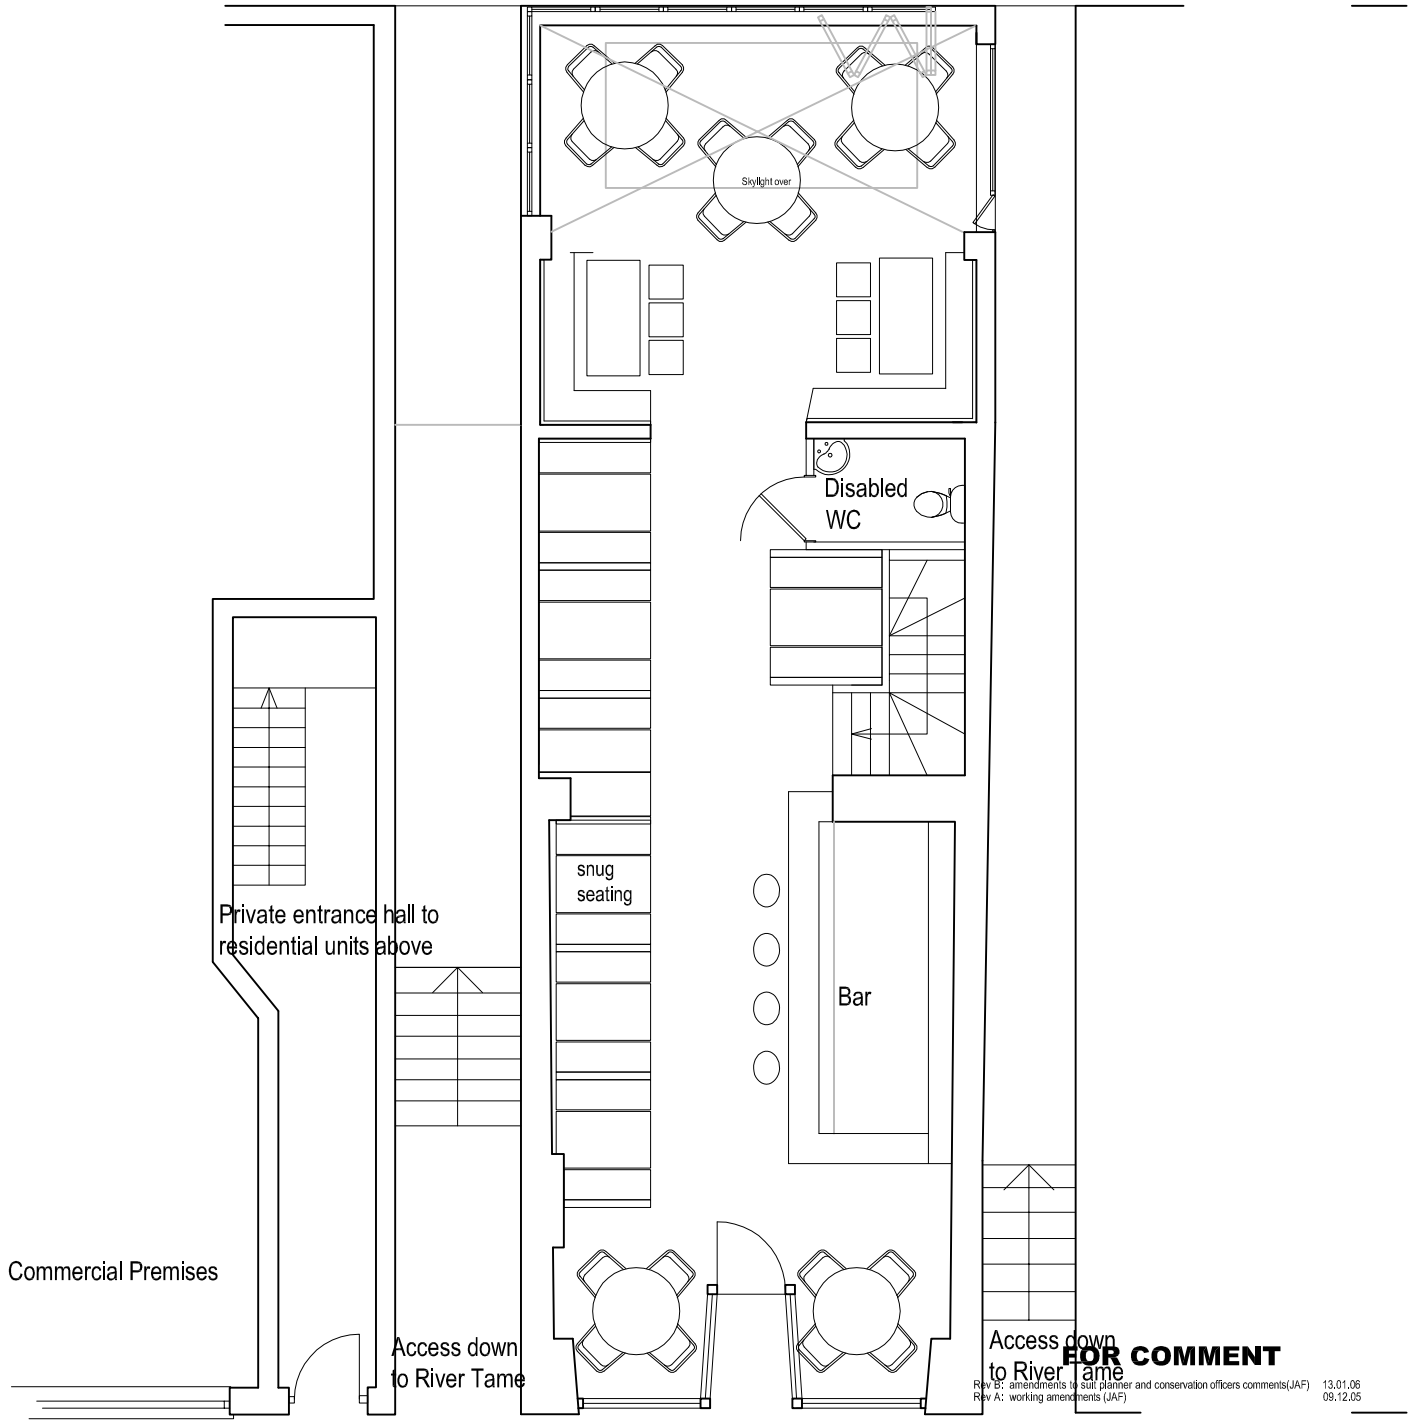 Skylight over
Disabled
WC
snug
seating
Private entrance hall to
residential units above
Bar
Commercial Premises
Access down
to River Tame
Access down
to River Tame
FOR COMMENT
Rev B: amendments to suit planner and conservation officers comments(JAF) 13.01.06
Rev A: working amendments (JAF) 09.12.05